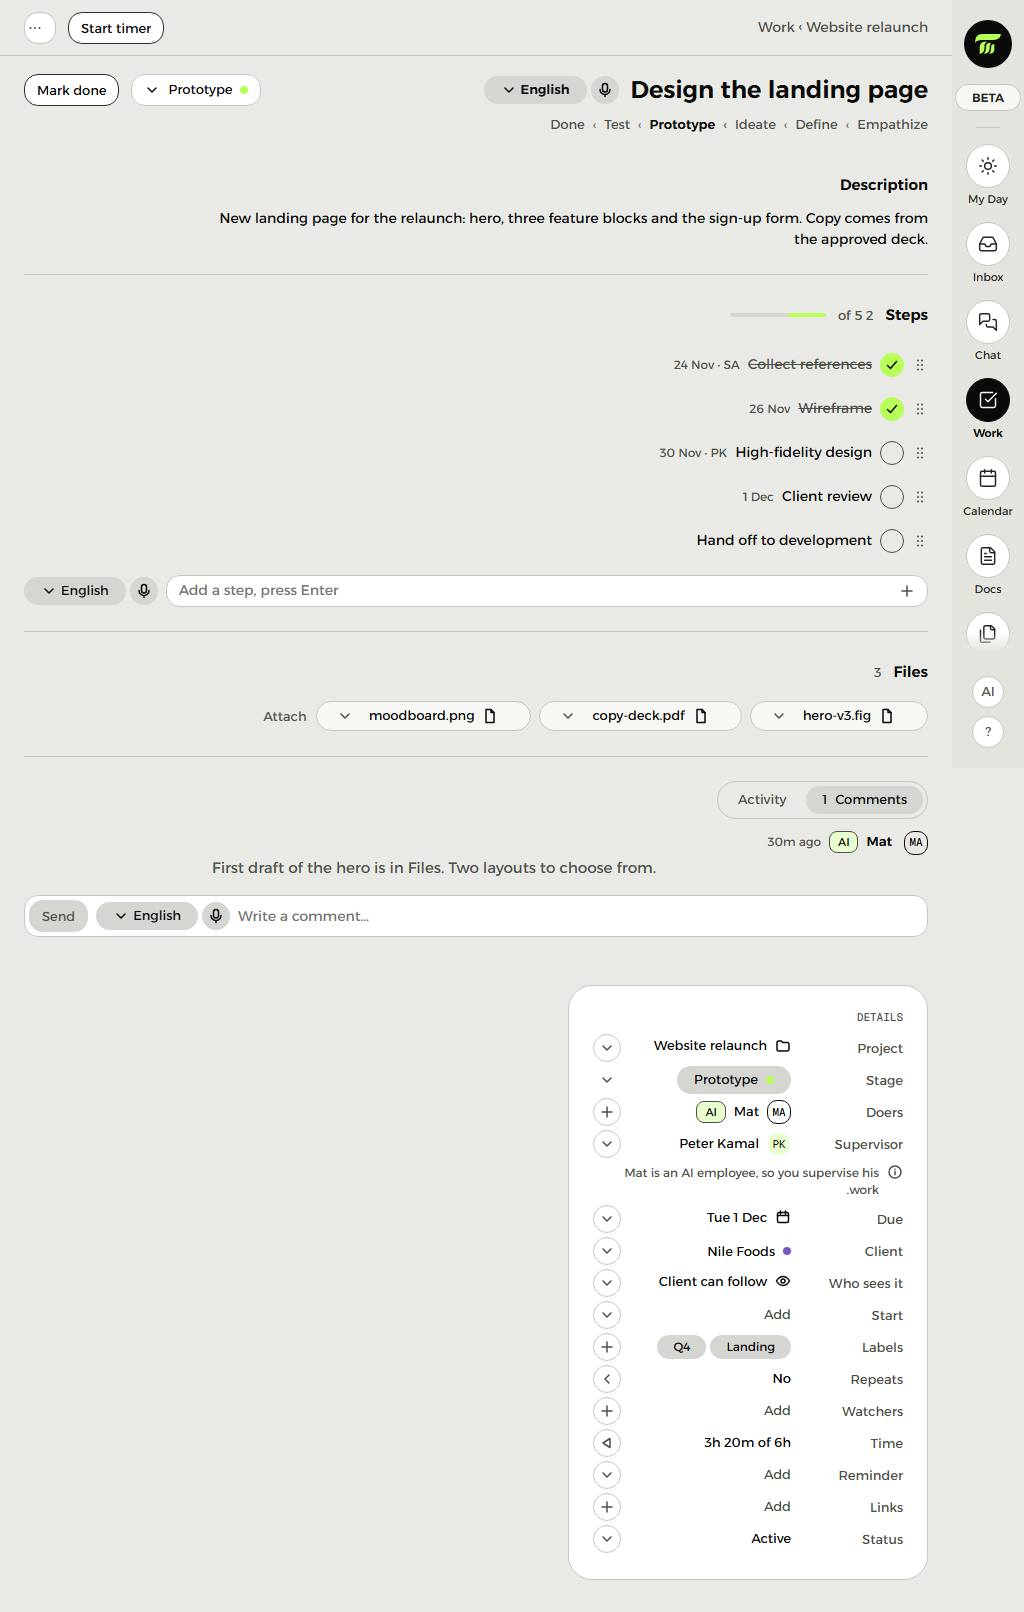 Work ‹ Website relaunch
Start timer
...
BETA
My Day
Inbox
Chat
Work
Calendar
Docs
AI
?
Design the landing page
English
Prototype
Mark done
Done ‹ Test ‹ Prototype ‹ Ideate ‹ Define ‹ Empathize
Description
New landing page for the relaunch: hero, three feature blocks and the sign-up form. Copy comes from
the approved deck.
Steps
of 5 2
Collect references
24 Nov · SA
Wireframe
26 Nov
High-fidelity design
30 Nov · PK
Client review
1 Dec
Hand off to development
Add a step, press Enter
English
Files
3
hero-v3.fig
copy-deck.pdf
moodboard.png
Attach
1 Comments
Activity
MA
Mat
AI
30m ago
First draft of the hero is in Files. Two layouts to choose from.
Write a comment...
English
Send
DETAILS
Project
Website relaunch
Stage
Prototype
Doers
MA
Mat
AI
Supervisor
PK
Peter Kamal
Mat is an AI employee, so you supervise his
.work
Due
Tue 1 Dec
Client
Nile Foods
Who sees it
Client can follow
Start
Add
Labels
Landing
Q4
Repeats
No
Watchers
Add
Time
3h 20m of 6h
Reminder
Add
Links
Add
Status
Active